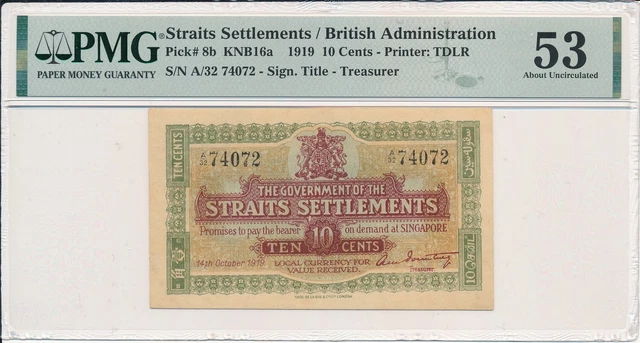 PMG
PAPER MONEY GUARANTY
Straits Settlements / British Administration
Pick# 8b KNB16a 1919 10 Cents - Printer: TDLR
S/N A/32 74072 - Sign. Title - Treasurer
53
About Uncirculated
TEN CENTS
A/32 74072
A/32 74072
THE GOVERNMENT OF THE
STRAITS SETTLEMENTS
Promises to pay the bearer on demand at SINGAPORE
TEN 10 CENTS
14th October 1919.
LOCAL CURRENCY FOR
VALUE RECEIVED.
TREASURER